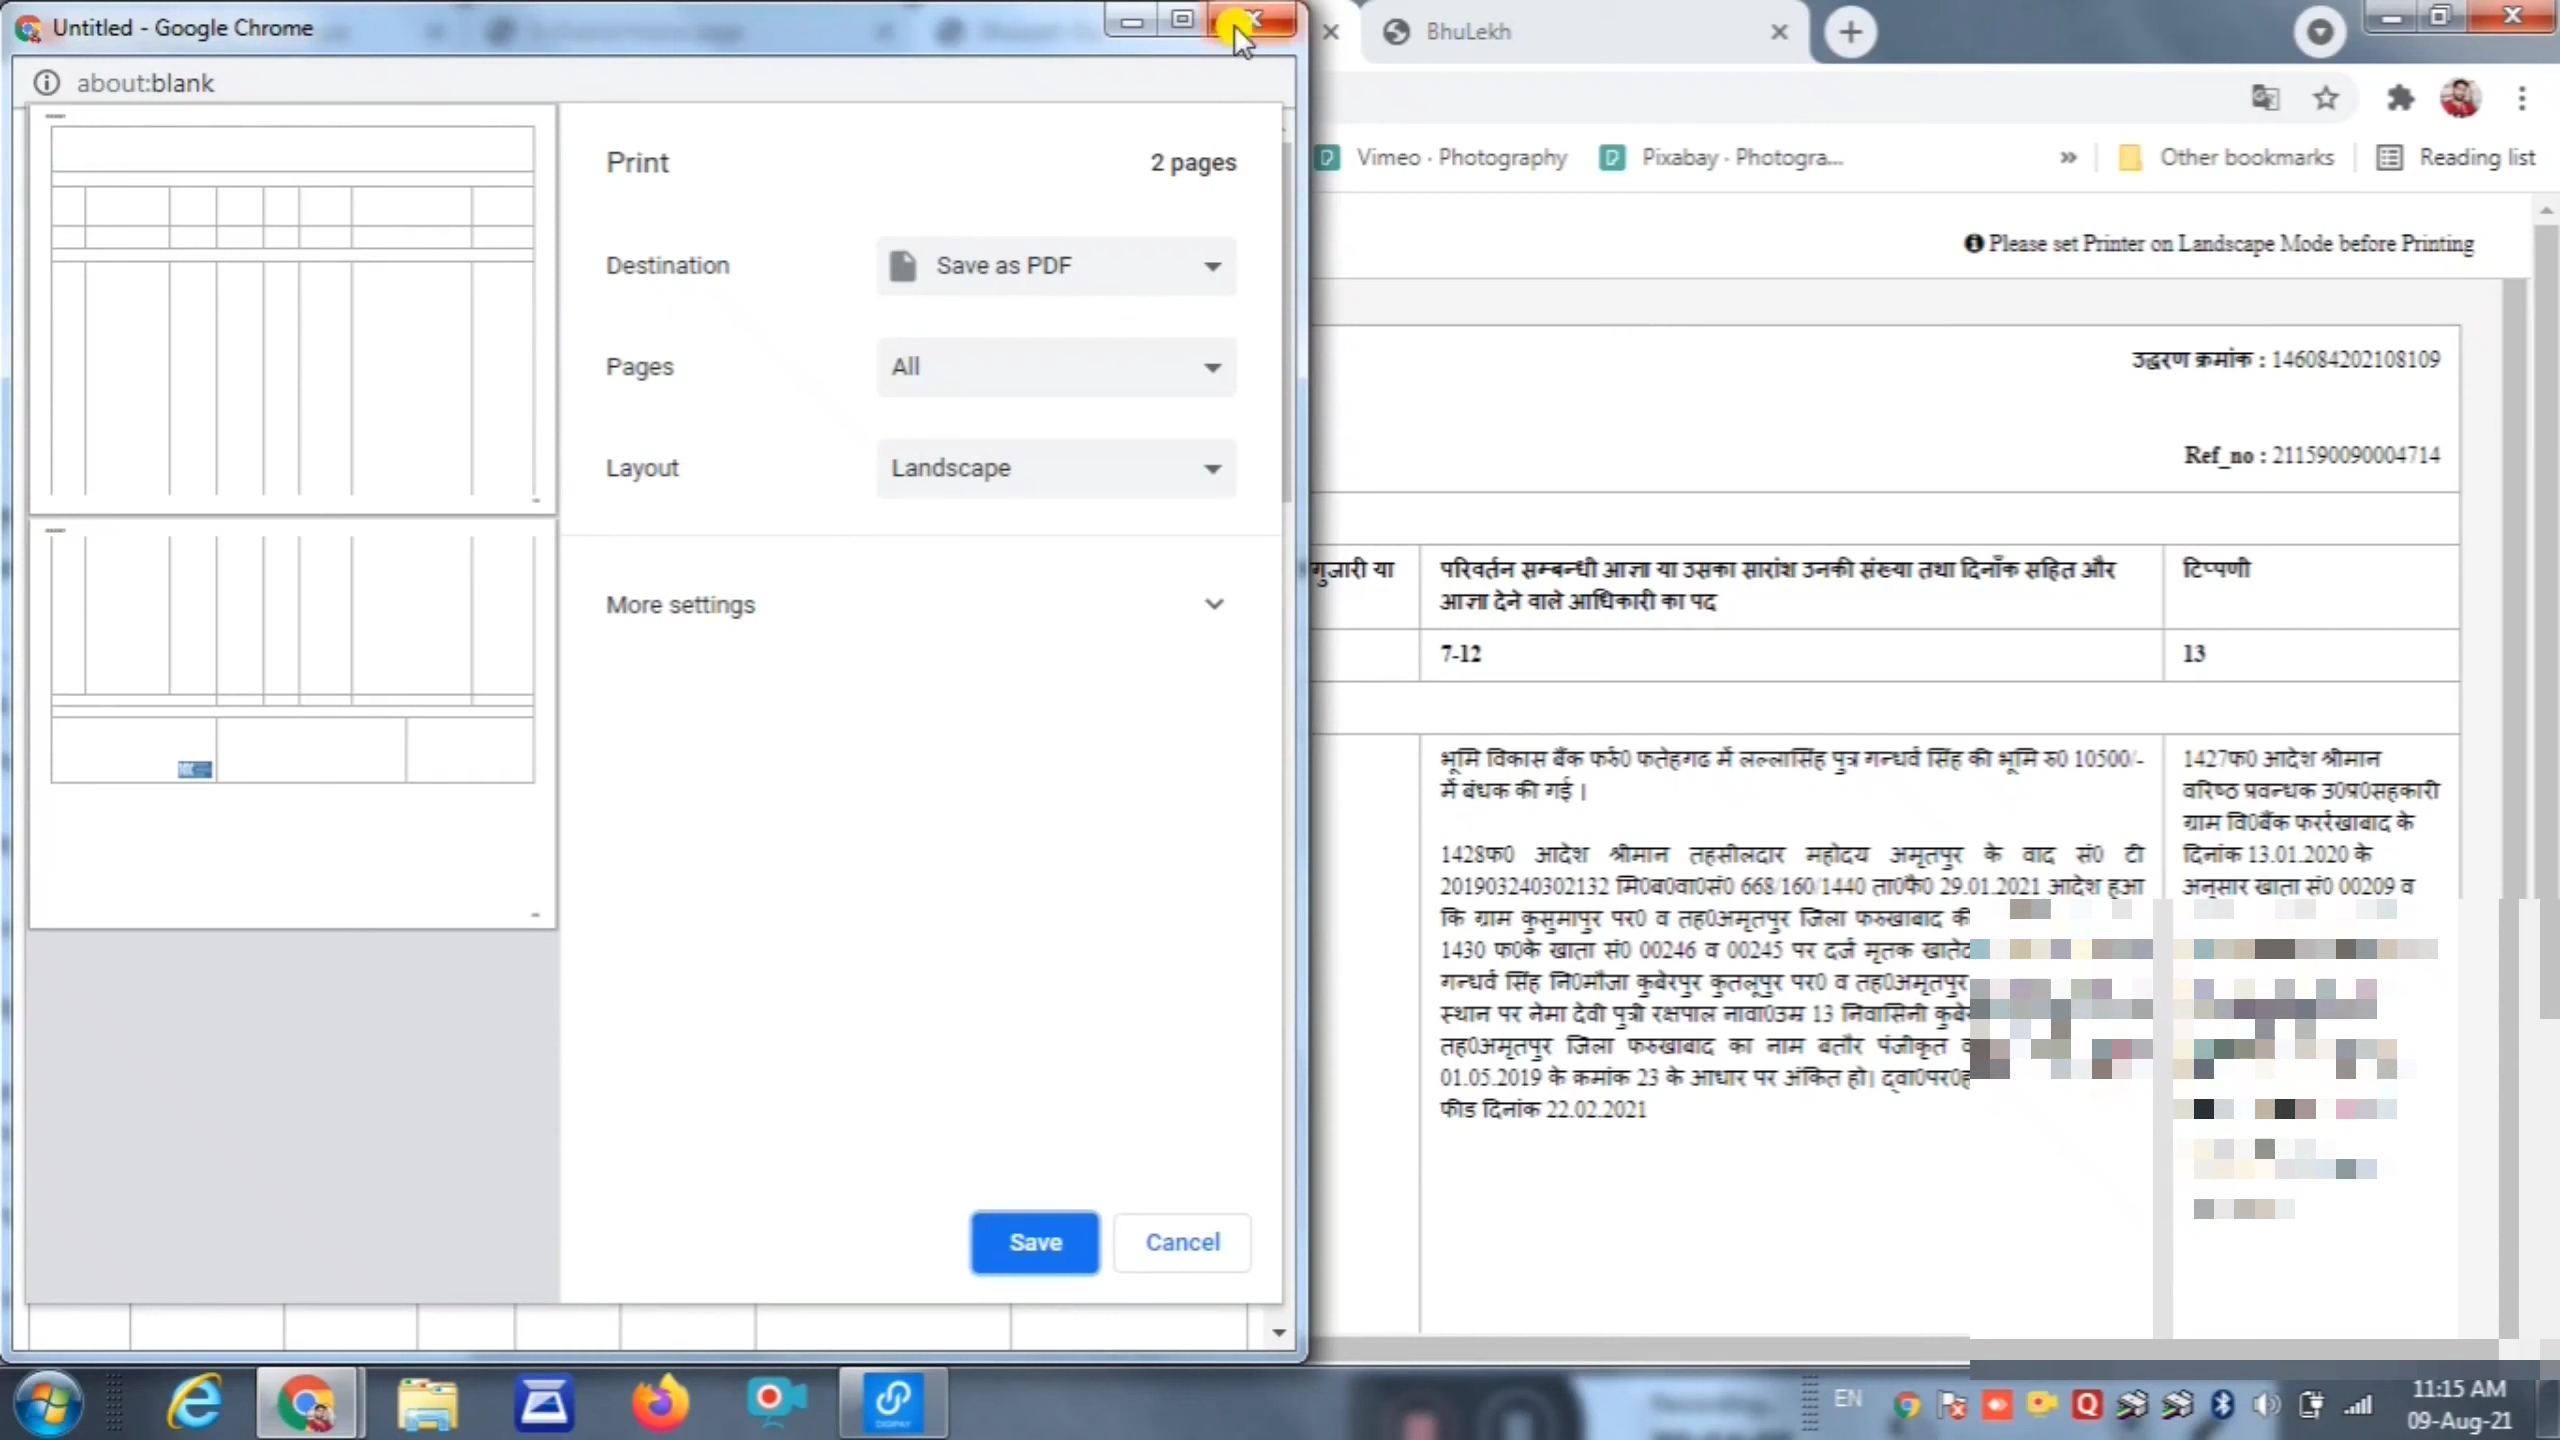 Untitled - Google Chrome
about:blank
Print
2 pages
Destination
Save as PDF
Pages
All
Layout
Landscape
More settings
Save
Cancel
BhuLekh
Vimeo · Photography
Pixabay · Photogra...
»
Other bookmarks
Reading list
Please set Printer on Landscape Mode before Printing
उद्धरण क्रमांक : 146084202108109
Ref_no : 211590090004714
गुजारी या
परिवर्तन सम्बन्धी आज्ञा या उसका सारांश उनकी संख्या तथा दिनाँक सहित और
आज्ञा देने वाले आधिकारी का पद
टिप्पणी
7-12
13
भूमि विकास बैंक फर्रु0 फतेहगढ में लल्लासिंह पुत्र गन्धर्व सिंह की भूमि रु0 10500/-
में बंधक की गई ।
1428फ0 आदेश श्रीमान तहसीलदार महोदय अमृतपुर के वाद सं0 टी
201903240302132 मि0ब0वा0सं0 668/160/1440 ता0फै0 29.01.2021 आदेश हुआ
कि ग्राम कुसुमापुर पर0 व तह0अमृतपुर जिला फरुखाबाद की
1430 फ0के खाता सं0 00246 व 00245 पर दर्ज मृतक
गन्धर्व सिंह नि0मौजा कुबेरपुर कुतलूपुर पर0 व तह0अमृतपुर
स्थान पर नेमा देवी पुत्री रक्षपाल नावा0उम्र 13 निवासिनी
तह0अमृतपुर जिला फरुखाबाद का नाम बतौर पंजीकृत
01.05.2019 के क्रमांक 23 के आधार पर अंकित हो।
फीड दिनांक 22.02.2021
1427फ0 आदेश श्रीमान
वरिष्ठ प्रवन्धक उ0प्र0सहकारी
ग्राम वि0बैंक फर्रूखाबाद के
दिनांक 13.01.2020 के
अनुसार खाता सं0 00209 व
DIGIPAY
EN
11:15 AM
09-Aug-21